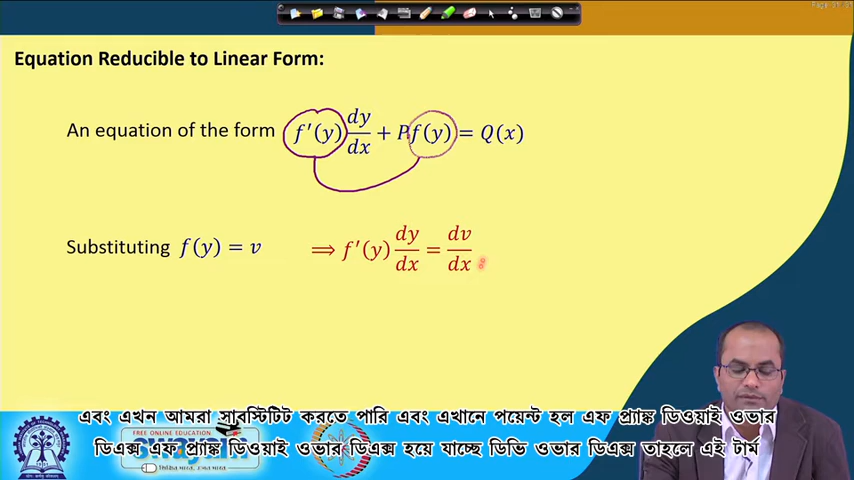 Equation Reducible to Linear Form:
An equation of the form f′(y) dy/dx + Pf(y) = Q(x)
Substituting f(y) = v ⟹ f′(y) dy/dx = dv/dx
এবং এখন আমরা সাবস্টিটিট করতে পারি এবং এখানে পয়েন্ট হল এফ প্র্যাঙ্ক ডিওয়াই ওভার
ডিএক্স এফ প্র্যাঙ্ক ডিওয়াই ওভার ডিএক্স হয়ে যাচ্ছে ডিভি ওভার ডিএক্স তাহলে এই টার্ম
FREE ONLINE EDUCATION
swayam